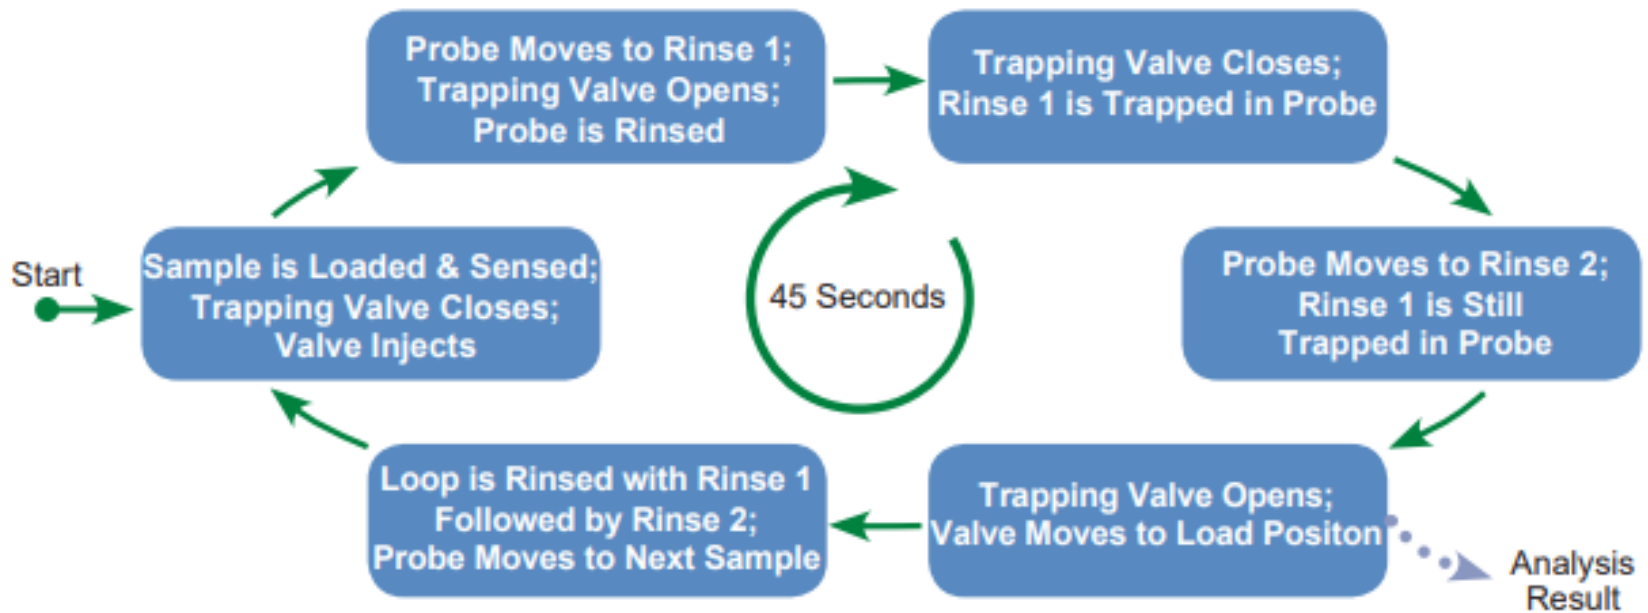 Start
Sample is Loaded & Sensed;
Trapping Valve Closes;
Valve Injects
Probe Moves to Rinse 1;
Trapping Valve Opens;
Probe is Rinsed
Trapping Valve Closes;
Rinse 1 is Trapped in Probe
Probe Moves to Rinse 2;
Rinse 1 is Still
Trapped in Probe
Trapping Valve Opens;
Valve Moves to Load Positon
Analysis
Result
Loop is Rinsed with Rinse 1
Followed by Rinse 2;
Probe Moves to Next Sample
45 Seconds